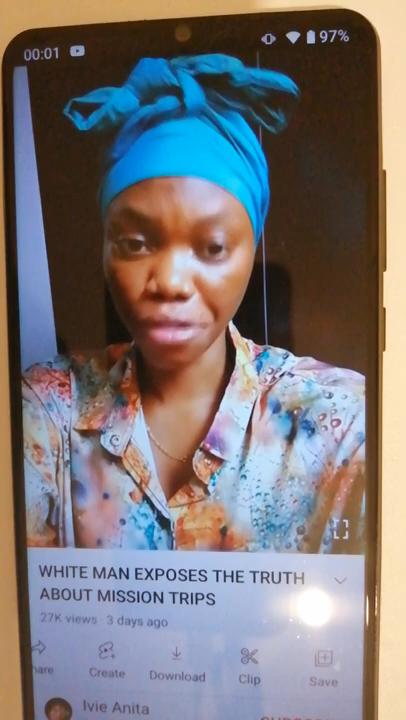 00:01 97%
WHITE MAN EXPOSES THE TRUTH
ABOUT MISSION TRIPS
27K views · 3 days ago
hare Create Download Clip Save
Ivie Anita